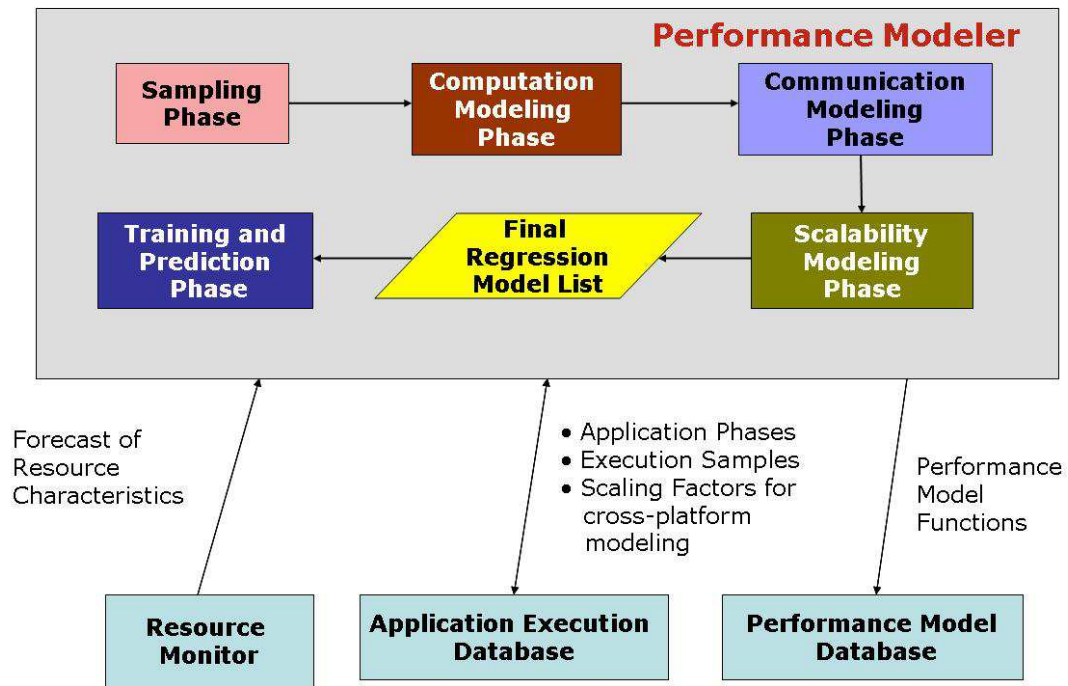 Performance Modeler
Sampling
Phase
Computation
Modeling
Phase
Communication
Modeling
Phase
Training and
Prediction
Phase
Final
Regression
Model List
Scalability
Modeling
Phase
Forecast of
Resource
Characteristics
• Application Phases
• Execution Samples
• Scaling Factors for
cross-platform
modeling
Performance
Model
Functions
Resource
Monitor
Application Execution
Database
Performance Model
Database